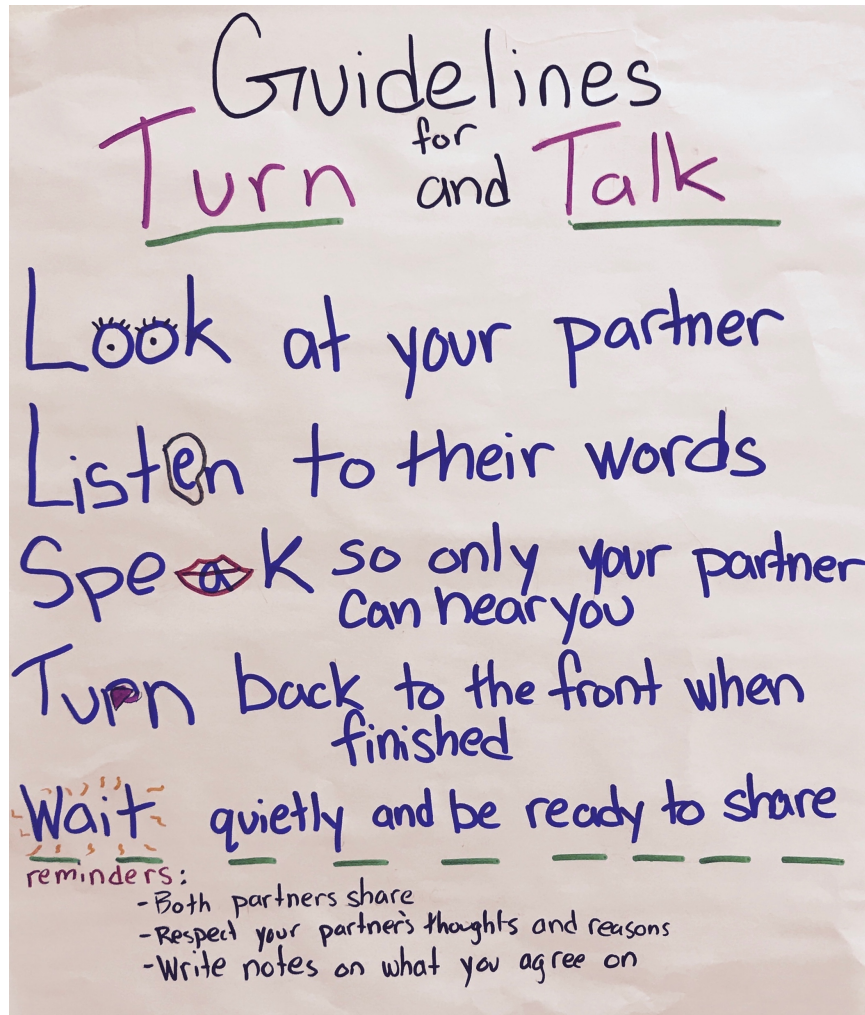 Guidelines
for
Turn and Talk
Look at your partner
Listen to their words
Speak so only your partner
can hear you
Turn back to the front when
finished
Wait quietly and be ready to share
reminders:
- Both partners share
- Respect your partner's thoughts and reasons
- Write notes on what you agree on